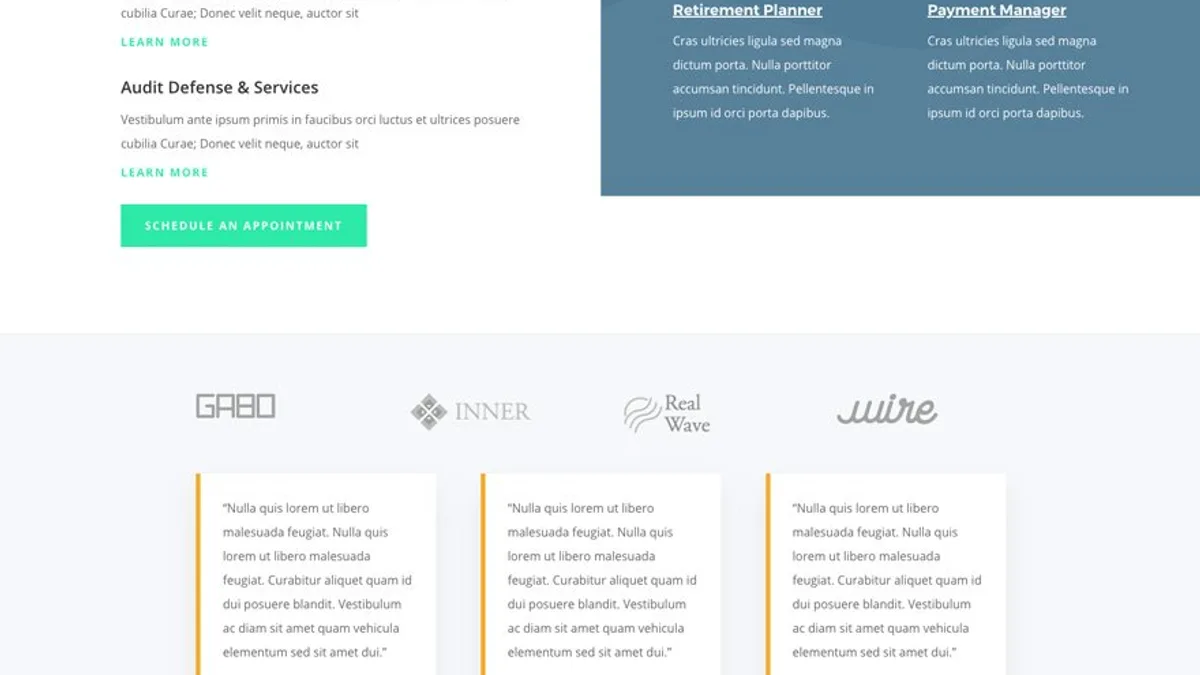 cubilia Curae; Donec velit neque, auctor sit
LEARN MORE
Audit Defense & Services
Vestibulum ante ipsum primis in faucibus orci luctus et ultrices posuere
cubilia Curae; Donec velit neque, auctor sit
LEARN MORE
SCHEDULE AN APPOINTMENT
Retirement Planner
Cras ultricies ligula sed magna
dictum porta. Nulla porttitor
accumsan tincidunt. Pellentesque in
ipsum id orci porta dapibus.
Payment Manager
Cras ultricies ligula sed magna
dictum porta. Nulla porttitor
accumsan tincidunt. Pellentesque in
ipsum id orci porta dapibus.
GABO
INNER
Real
Wave
wire
“Nulla quis lorem ut libero
malesuada feugiat. Nulla quis
lorem ut libero malesuada
feugiat. Curabitur aliquet quam id
dui posuere blandit. Vestibulum
ac diam sit amet quam vehicula
elementum sed sit amet dui.”
“Nulla quis lorem ut libero
malesuada feugiat. Nulla quis
lorem ut libero malesuada
feugiat. Curabitur aliquet quam id
dui posuere blandit. Vestibulum
ac diam sit amet quam vehicula
elementum sed sit amet dui.”
“Nulla quis lorem ut libero
malesuada feugiat. Nulla quis
lorem ut libero malesuada
feugiat. Curabitur aliquet quam id
dui posuere blandit. Vestibulum
ac diam sit amet quam vehicula
elementum sed sit amet dui.”